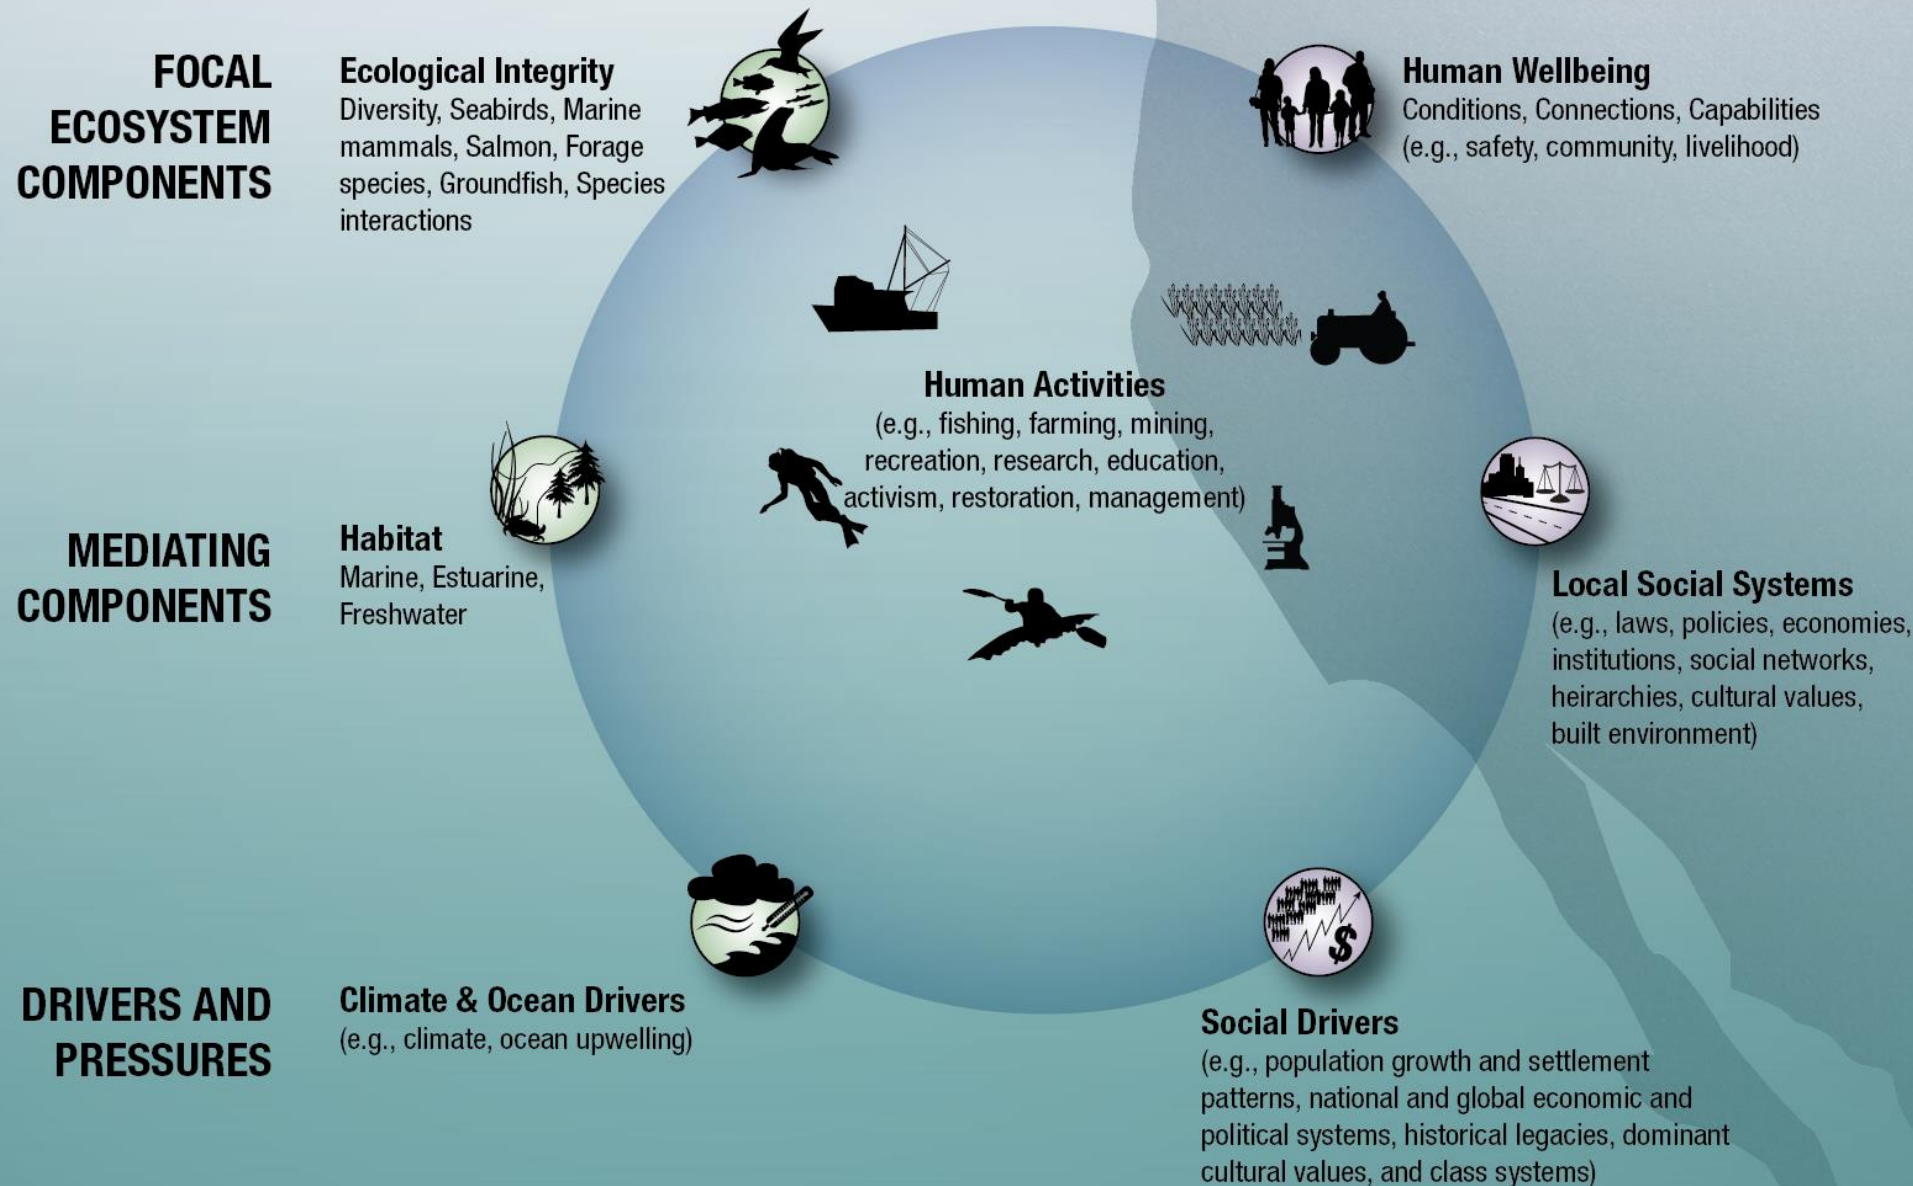 FOCAL
ECOSYSTEM
COMPONENTS
Ecological Integrity
Diversity, Seabirds, Marine
mammals, Salmon, Forage
species, Groundfish, Species
interactions
Human Wellbeing
Conditions, Connections, Capabilities
(e.g., safety, community, livelihood)
Human Activities
(e.g., fishing, farming, mining,
recreation, research, education,
activism, restoration, management)
MEDIATING
COMPONENTS
Habitat
Marine, Estuarine,
Freshwater
Local Social Systems
(e.g., laws, policies, economies,
institutions, social networks,
heirarchies, cultural values,
built environment)
DRIVERS AND
PRESSURES
Climate & Ocean Drivers
(e.g., climate, ocean upwelling)
$
Social Drivers
(e.g., population growth and settlement
patterns, national and global economic and
political systems, historical legacies, dominant
cultural values, and class systems)